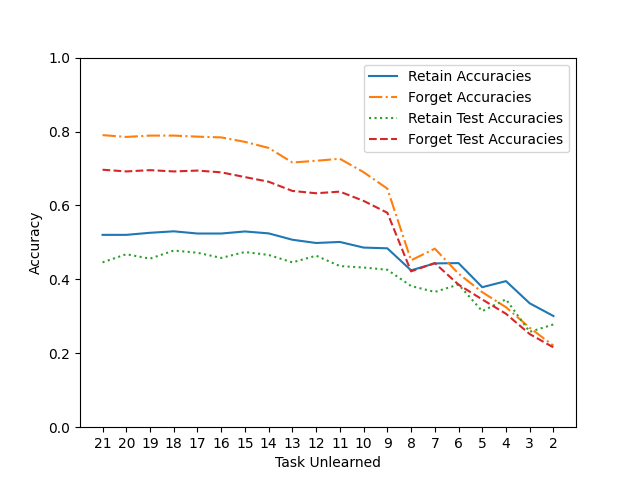 1.0
0.8
0.6
0.4
0.2
0.0
Accuracy
Retain Accuracies
Forget Accuracies
Retain Test Accuracies
Forget Test Accuracies
21 20 19 18 17 16 15 14 13 12 11 10 9 8 7 6 5 4 3 2
Task Unlearned